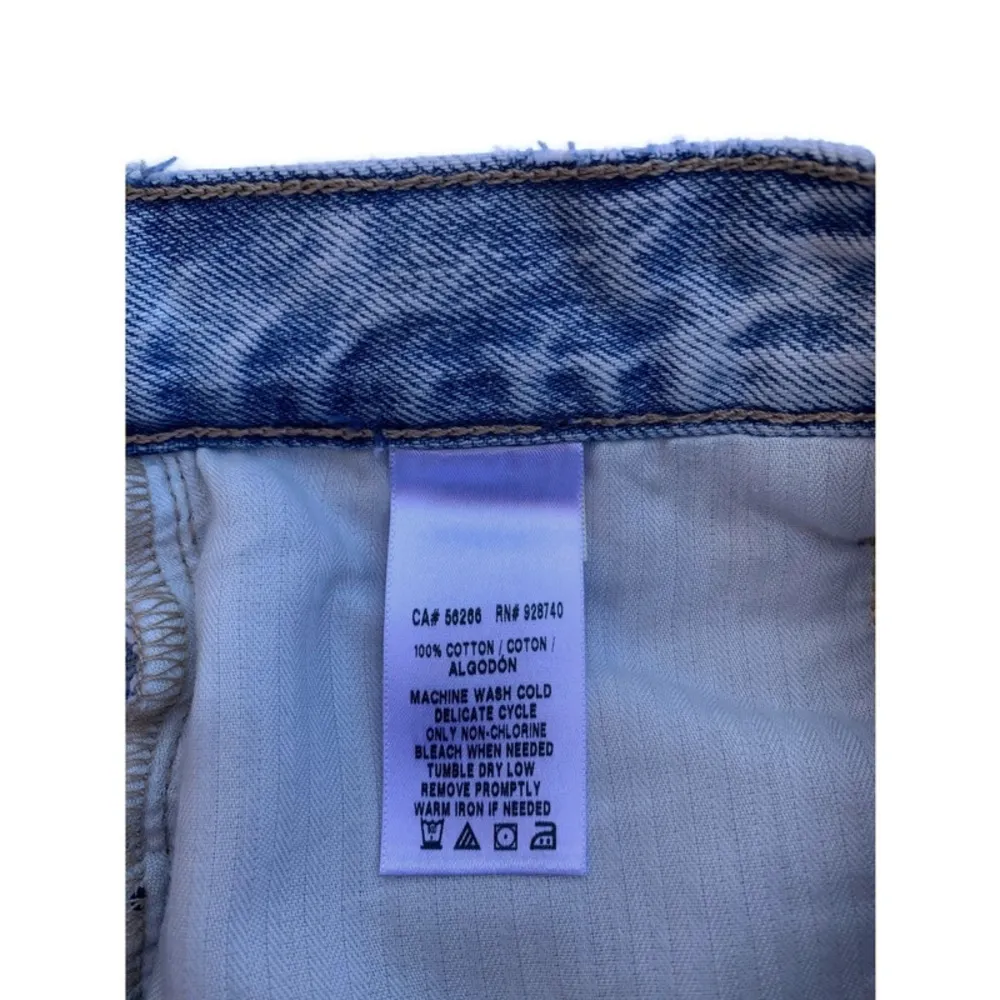 CA# 56266 RN# 928740
100% COTTON / COTON /
ALGODÓN
MACHINE WASH COLD
DELICATE CYCLE
ONLY NON-CHLORINE
BLEACH WHEN NEEDED
TUMBLE DRY LOW
REMOVE PROMPTLY
WARM IRON IF NEEDED